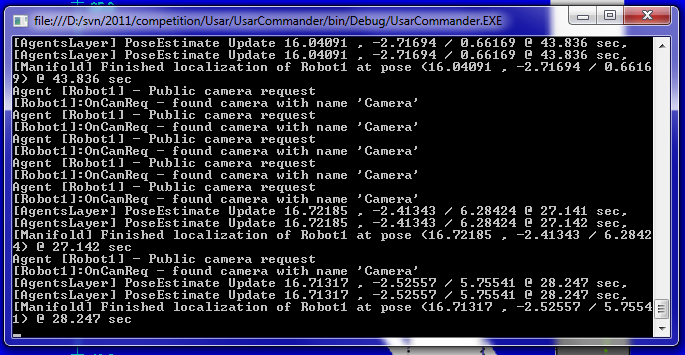 file:///D:/svn/2011/competition/Usar/UsarCommander/bin/Debug/UsarCommander.EXE
[AgentsLayer] PoseEstimate Update 16.04091 , -2.71694 / 0.66169 @ 43.836 sec,
[AgentsLayer] PoseEstimate Update 16.04091 , -2.71694 / 0.66169 @ 43.836 sec,
[Manifold] Finished localization of Robot1 at pose (16.04091 , -2.71694 / 0.6616
9) @ 43.836 sec
Agent [Robot1] - Public camera request
[Robot1]:OnCamReq - found camera with name 'Camera'
Agent [Robot1] - Public camera request
[Robot1]:OnCamReq - found camera with name 'Camera'
Agent [Robot1] - Public camera request
[Robot1]:OnCamReq - found camera with name 'Camera'
Agent [Robot1] - Public camera request
[Robot1]:OnCamReq - found camera with name 'Camera'
Agent [Robot1] - Public camera request
[Robot1]:OnCamReq - found camera with name 'Camera'
[AgentsLayer] PoseEstimate Update 16.72185 , -2.41343 / 6.28424 @ 27.141 sec,
[AgentsLayer] PoseEstimate Update 16.72185 , -2.41343 / 6.28424 @ 27.142 sec,
[Manifold] Finished localization of Robot1 at pose (16.72185 , -2.41343 / 6.2842
4) @ 27.142 sec
Agent [Robot1] - Public camera request
[Robot1]:OnCamReq - found camera with name 'Camera'
[AgentsLayer] PoseEstimate Update 16.71317 , -2.52557 / 5.75541 @ 28.247 sec,
[AgentsLayer] PoseEstimate Update 16.71317 , -2.52557 / 5.75541 @ 28.247 sec,
[Manifold] Finished localization of Robot1 at pose (16.71317 , -2.52557 / 5.7554
1) @ 28.247 sec